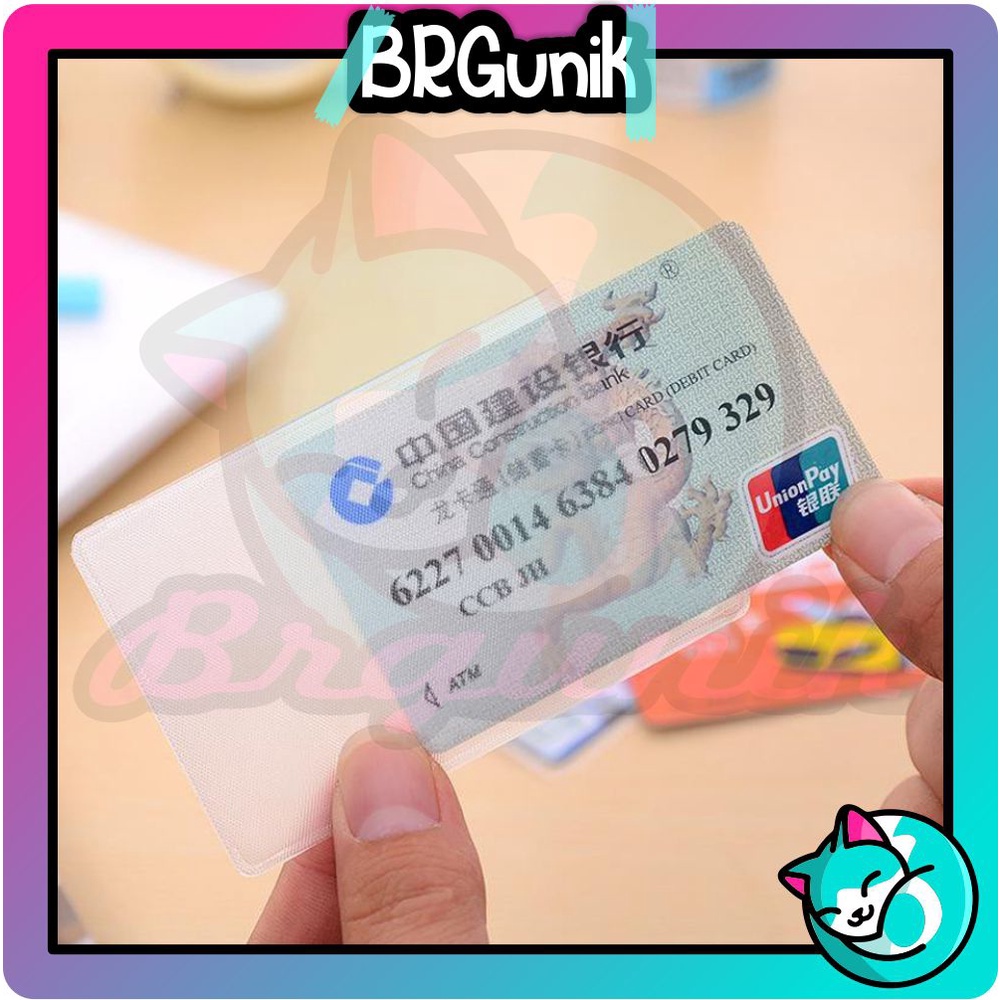 BRGunik
®
中国建设银行
China Construction Bank
龙卡通(储蓄卡) CARD (DEBIT CARD)
6227 0014 6384 0279 329
CCB JH
ATM
UnionPay
银联
Brgunik